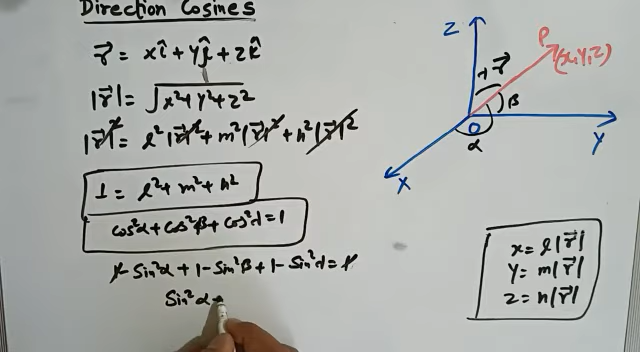 Direction Cosines
r⃗ = xî + yĵ + zk̂
|r⃗| = √x²+y²+z²
|r⃗|² = l²|r⃗|² + m²|r⃗|² + n²|r⃗|²
1 = l² + m² + n²
cos²α + cos²β + cos²γ = 1
1 - Sin²α + 1 - Sin²β + 1 - Sin²γ = 1
Sin²α +
Z
P
(x,y,z)
γ
r⃗
β
O
α
X
Y
x = l|r⃗|
y = m|r⃗|
z = n|r⃗|